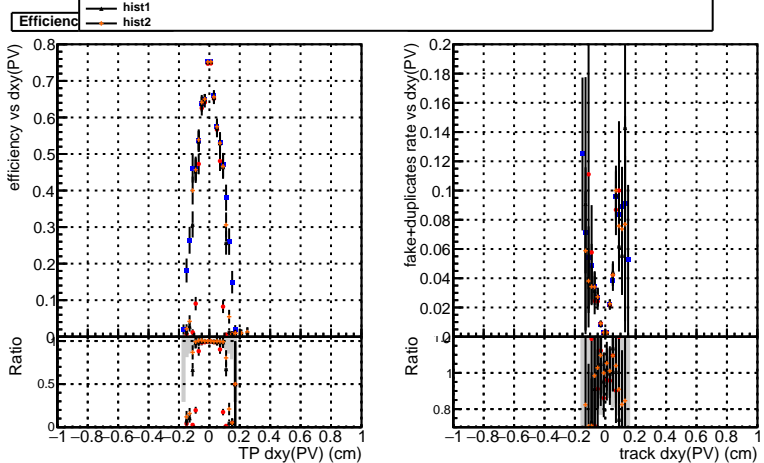 hist1
Efficienc
hist2
efficiency vs dxy(PV)
0.8
0.7
0.6
0.5
0.4
0.3
0.2
0.1
0
Ratio
1
0.5
0
−1 −0.8 −0.6 −0.4 −0.2 0 0.2 0.4 0.6 0.8 1
TP dxy(PV) (cm)
fake+duplicates rate vs dxy(PV)
0.2
0.18
0.16
0.14
0.12
0.1
0.08
0.06
0.04
0.02
Ratio
1
0.8
−1 −0.8 −0.6 −0.4 −0.2 0 0.2 0.4 0.6 0.8 1
track dxy(PV) (cm)